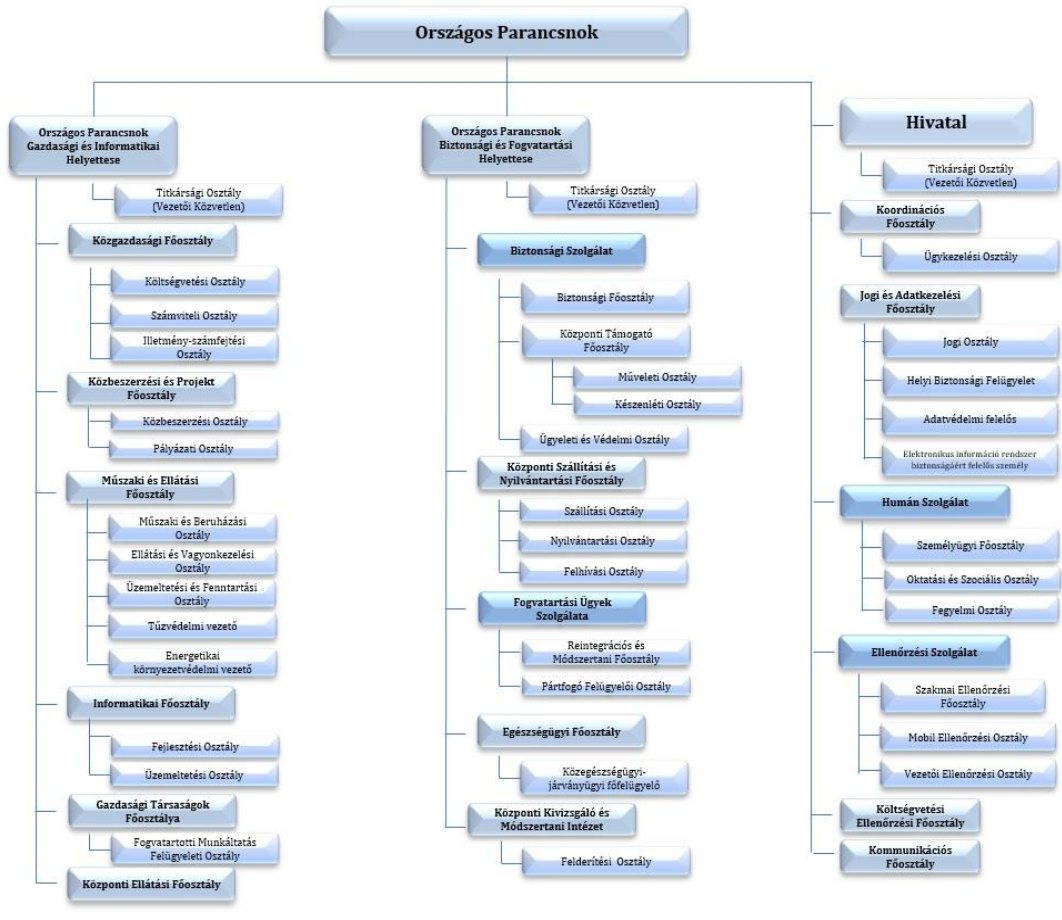 Országos Parancsnok
Országos Parancsnok
Gazdasági és Informatikai
Helyettese
Titkársági Osztály
(Vezetői Közvetlen)
Közgazdasági Főosztály
Költségvetési Osztály
Számviteli Osztály
Illetmény-számfejtési
Osztály
Közbeszerzési és Projekt
Főosztály
Közbeszerzési Osztály
Pályázati Osztály
Műszaki és Ellátási
Főosztály
Műszaki és Beruházási
Osztály
Ellátási és Vagyonkezelési
Osztály
Üzemeltetési és Fenntartási
Osztály
Tűzvédelmi vezető
Energetikai
környezetvédelmi vezető
Informatikai Főosztály
Fejlesztési Osztály
Üzemeltetési Osztály
Gazdasági Társaságok
Főosztálya
Fogvatartotti Munkáltatás
Felügyeleti Osztály
Központi Ellátási Főosztály
Országos Parancsnok
Biztonsági és Fogvatartási
Helyettese
Titkársági Osztály
(Vezetői Közvetlen)
Biztonsági Szolgálat
Biztonsági Főosztály
Központi Támogató
Főosztály
Műveleti Osztály
Készenléti Osztály
Ügyeleti és Védelmi Osztály
Központi Szállítási és
Nyilvántartási Főosztály
Szállítási Osztály
Nyilvántartási Osztály
Felhívási Osztály
Fogvatartási Ügyek
Szolgálata
Reintegrációs és
Módszertani Főosztály
Pártfogó Felügyelői Osztály
Egészségügyi Főosztály
Közegészségügyi-
járványügyi főfelügyelő
Központi Kivizsgáló és
Módszertani Intézet
Felderítési Osztály
Hivatal
Titkársági Osztály
(Vezetői Közvetlen)
Koordinációs
Főosztály
Ügykezelési Osztály
Jogi és Adatkezelési
Főosztály
Jogi Osztály
Helyi Biztonsági Felügyelet
Adatvédelmi felelős
Elektronikus információ rendszer
biztonságáért felelős személy
Humán Szolgálat
Személyügyi Főosztály
Oktatási és Szociális Osztály
Fegyelmi Osztály
Ellenőrzési Szolgálat
Szakmai Ellenőrzési
Főosztály
Mobil Ellenőrzési Osztály
Vezetői Ellenőrzési Osztály
Költségvetési
Ellenőrzési Főosztály
Kommunikációs
Főosztály